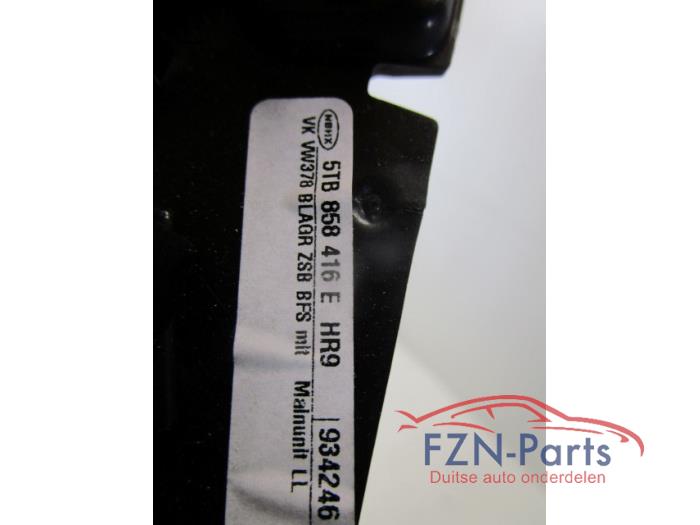 NBHX
5TB 858 416 E HR9 1934246
VK VW378 BLAGR ZSB BFS mit Mainunit LL
FZN-Parts
Duitse auto onderdelen